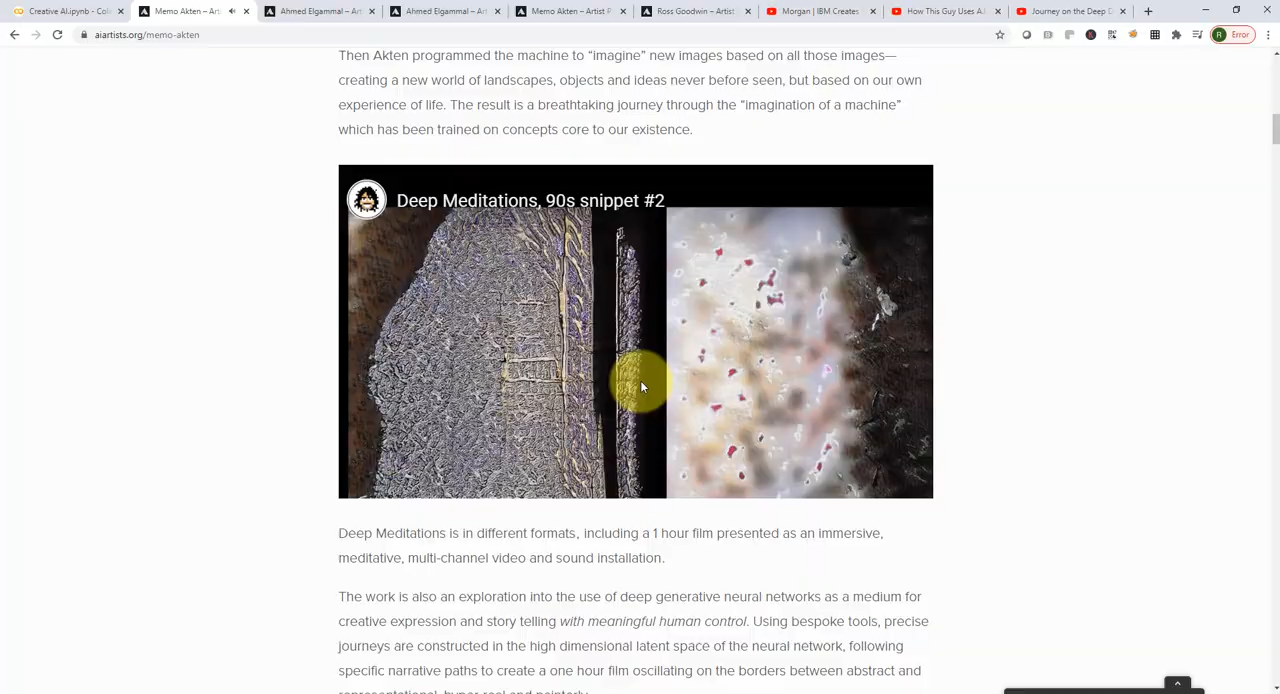 Creative AI.ipynb - Cola
Memo Akten – Art
Ahmed Elgammal –
Ahmed Elgammal –
Memo Akten – Artist R
Ross Goodwin – Artist
Morgan | IBM Creates
How This Guy Uses A.I
Journey on the Deep D
aiartists.org/memo-akten
R Error
Then Akten programmed the machine to “imagine” new images based on all those images—
creating a new world of landscapes, objects and ideas never before seen, but based on our own
experience of life. The result is a breathtaking journey through the “imagination of a machine”
which has been trained on concepts core to our existence.
Deep Meditations, 90s snippet #2
Deep Meditations is in different formats, including a 1 hour film presented as an immersive,
meditative, multi-channel video and sound installation.
The work is also an exploration into the use of deep generative neural networks as a medium for
creative expression and story telling with meaningful human control. Using bespoke tools, precise
journeys are constructed in the high dimensional latent space of the neural network, following
specific narrative paths to create a one hour film oscillating on the borders between abstract and
representational, hyper-real and painterly.